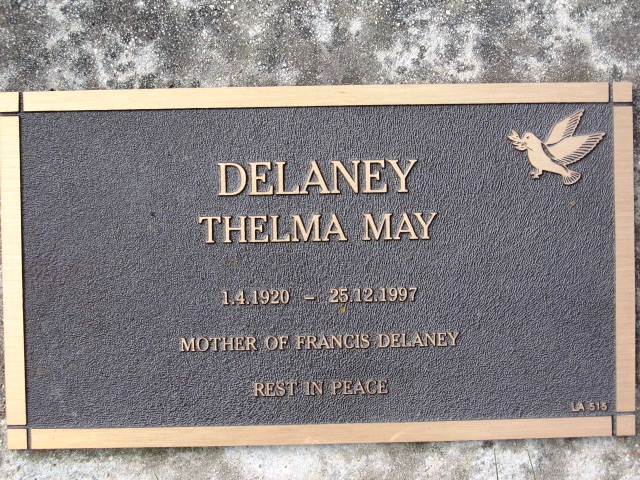 DELANEY
THELMA MAY
1.4.1920 – 25.12.1997
MOTHER OF FRANCIS DELANEY
REST IN PEACE
LA 515